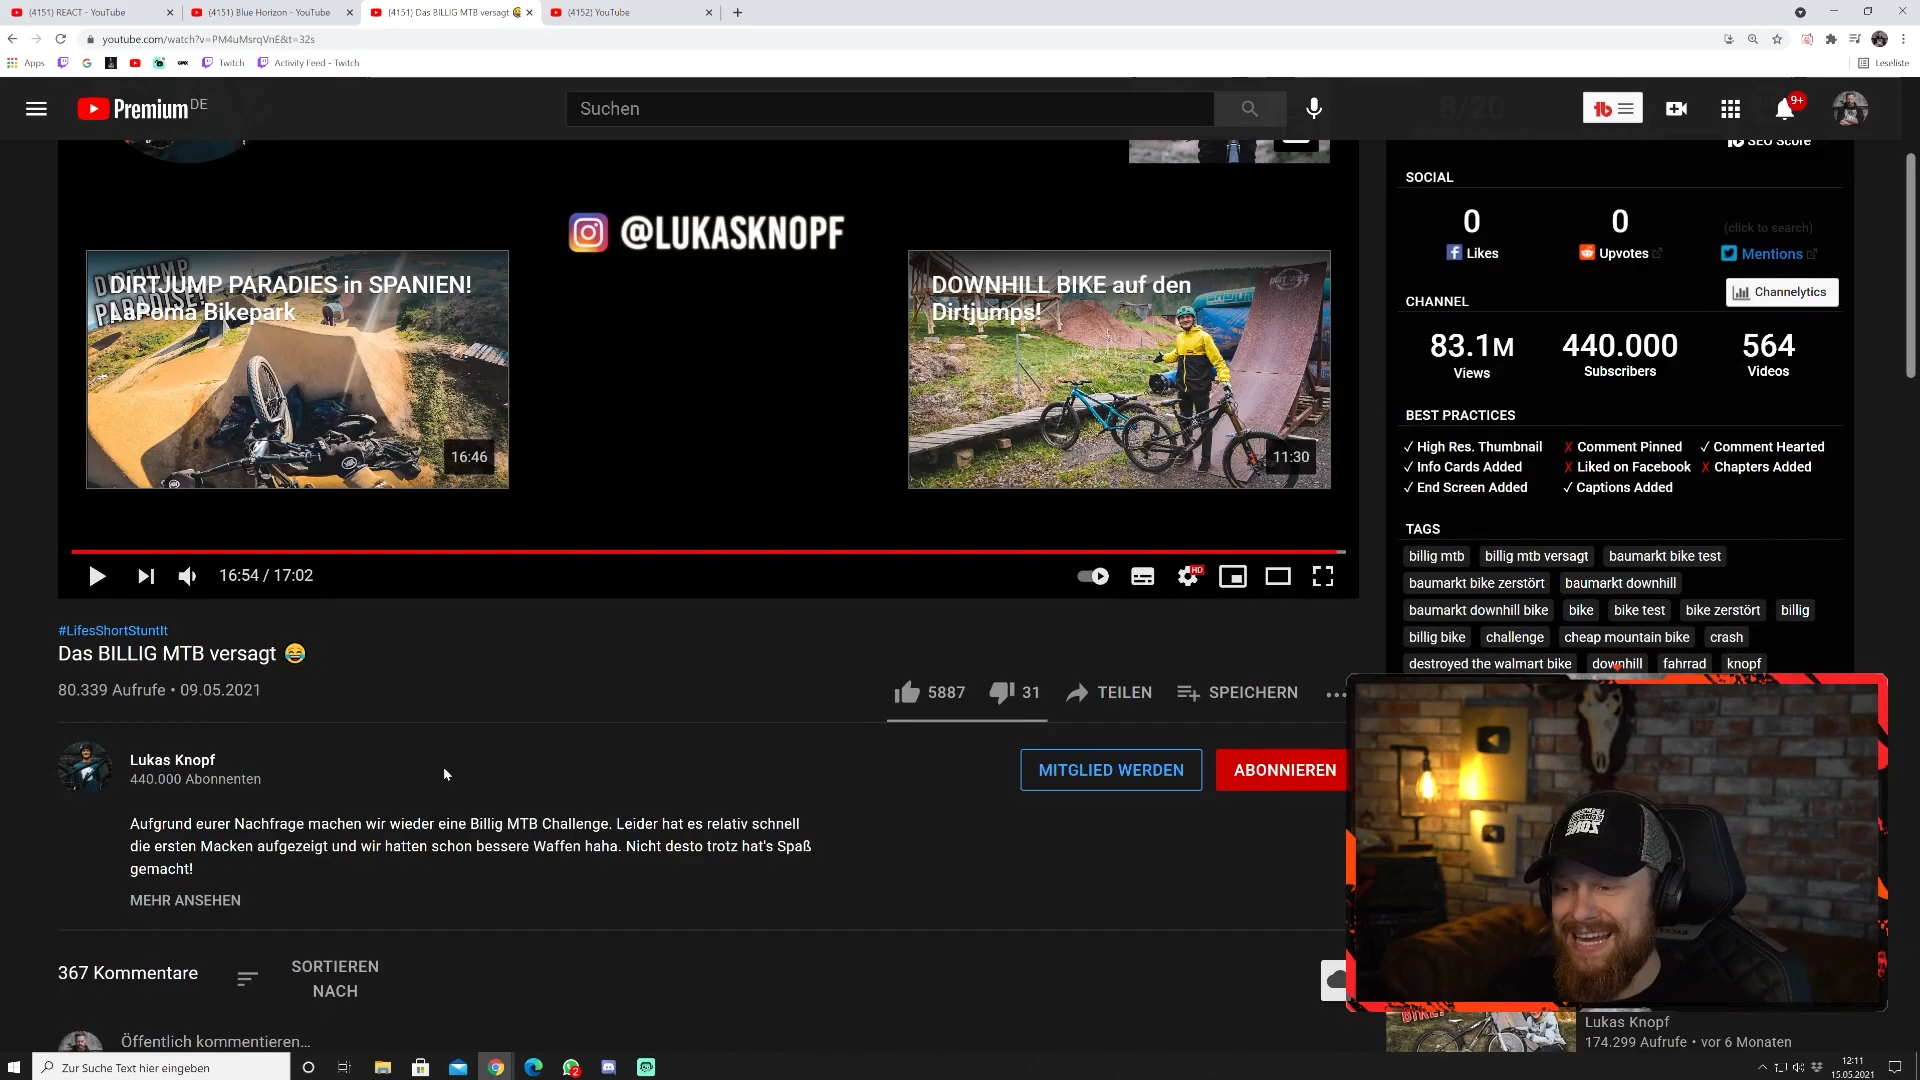 (4151) REACT - YouTube
(4151) Blue Horizon - YouTube
(4151) Das BILLIG MTB versagt 😂
(4152) YouTube
youtube.com/watch?v=PM4uMsrqVnE&t=32s
Apps
Twitch
Activity Feed - Twitch
Leseliste
Premium DE
Suchen
8/20
9+
SEO Score
@LUKASKNOPF
DIRTJUMP PARADIES in SPANIEN!
LaPoma Bikepark
16:46
DOWNHILL BIKE auf den
Dirtjumps!
11:30
16:54 / 17:02
HD
#LifesShortStuntIt
Das BILLIG MTB versagt 😂
80.339 Aufrufe • 09.05.2021
5887
31
TEILEN
SPEICHERN
Lukas Knopf
440.000 Abonnenten
MITGLIED WERDEN
ABONNIEREN
Aufgrund eurer Nachfrage machen wir wieder eine Billig MTB Challenge. Leider hat es relativ schnell
die ersten Macken aufgezeigt und wir hatten schon bessere Waffen haha. Nicht desto trotz hat's Spaß
gemacht!
MEHR ANSEHEN
367 Kommentare
SORTIEREN
NACH
Öffentlich kommentieren...
SOCIAL
0
Likes
0
Upvotes
(click to search)
Mentions
CHANNEL
Channelytics
83.1M
Views
440.000
Subscribers
564
Videos
BEST PRACTICES
✓ High Res. Thumbnail
✗ Comment Pinned
✓ Comment Hearted
✓ Info Cards Added
✗ Liked on Facebook
✗ Chapters Added
✓ End Screen Added
✓ Captions Added
TAGS
billig mtb
billig mtb versagt
baumarkt bike test
baumarkt bike zerstört
baumarkt downhill
baumarkt downhill bike
bike
bike test
bike zerstört
billig
billig bike
challenge
cheap mountain bike
crash
destroyed the walmart bike
downhill
fahrrad
knopf
BIKE!
Lukas Knopf
174.299 Aufrufe • vor 6 Monaten
Zur Suche Text hier eingeben
2
12:11
15.05.2021